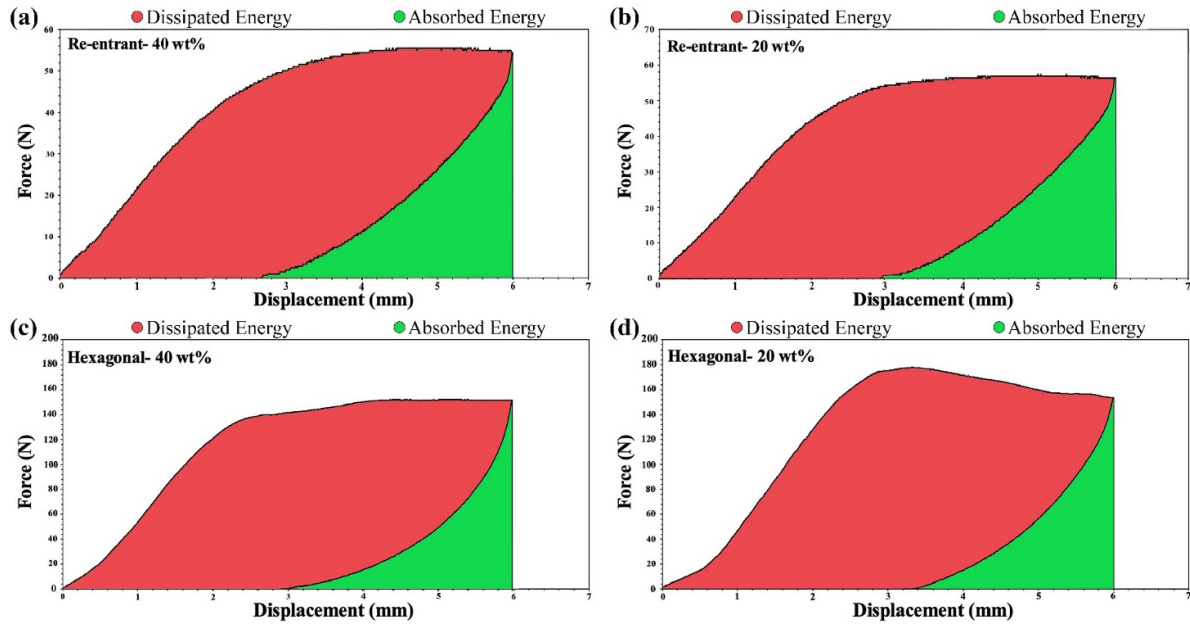 (a) Dissipated Energy Absorbed Energy
Re-entrant- 40 wt%
Force (N)
60
50
40
30
20
10
0
0 1 2 3 4 5 6 7
Displacement (mm)
(b) Dissipated Energy Absorbed Energy
Re-entrant- 20 wt%
Force (N)
70
60
50
40
30
20
10
0
0 1 2 3 4 5 6 7
Displacement (mm)
(c) Dissipated Energy Absorbed Energy
Hexagonal- 40 wt%
Force (N)
200
180
160
140
120
100
80
60
40
20
0
0 1 2 3 4 5 6 7
Displacement (mm)
(d) Dissipated Energy Absorbed Energy
Hexagonal- 20 wt%
Force (N)
200
180
160
140
120
100
80
60
40
20
0
0 1 2 3 4 5 6 7
Displacement (mm)